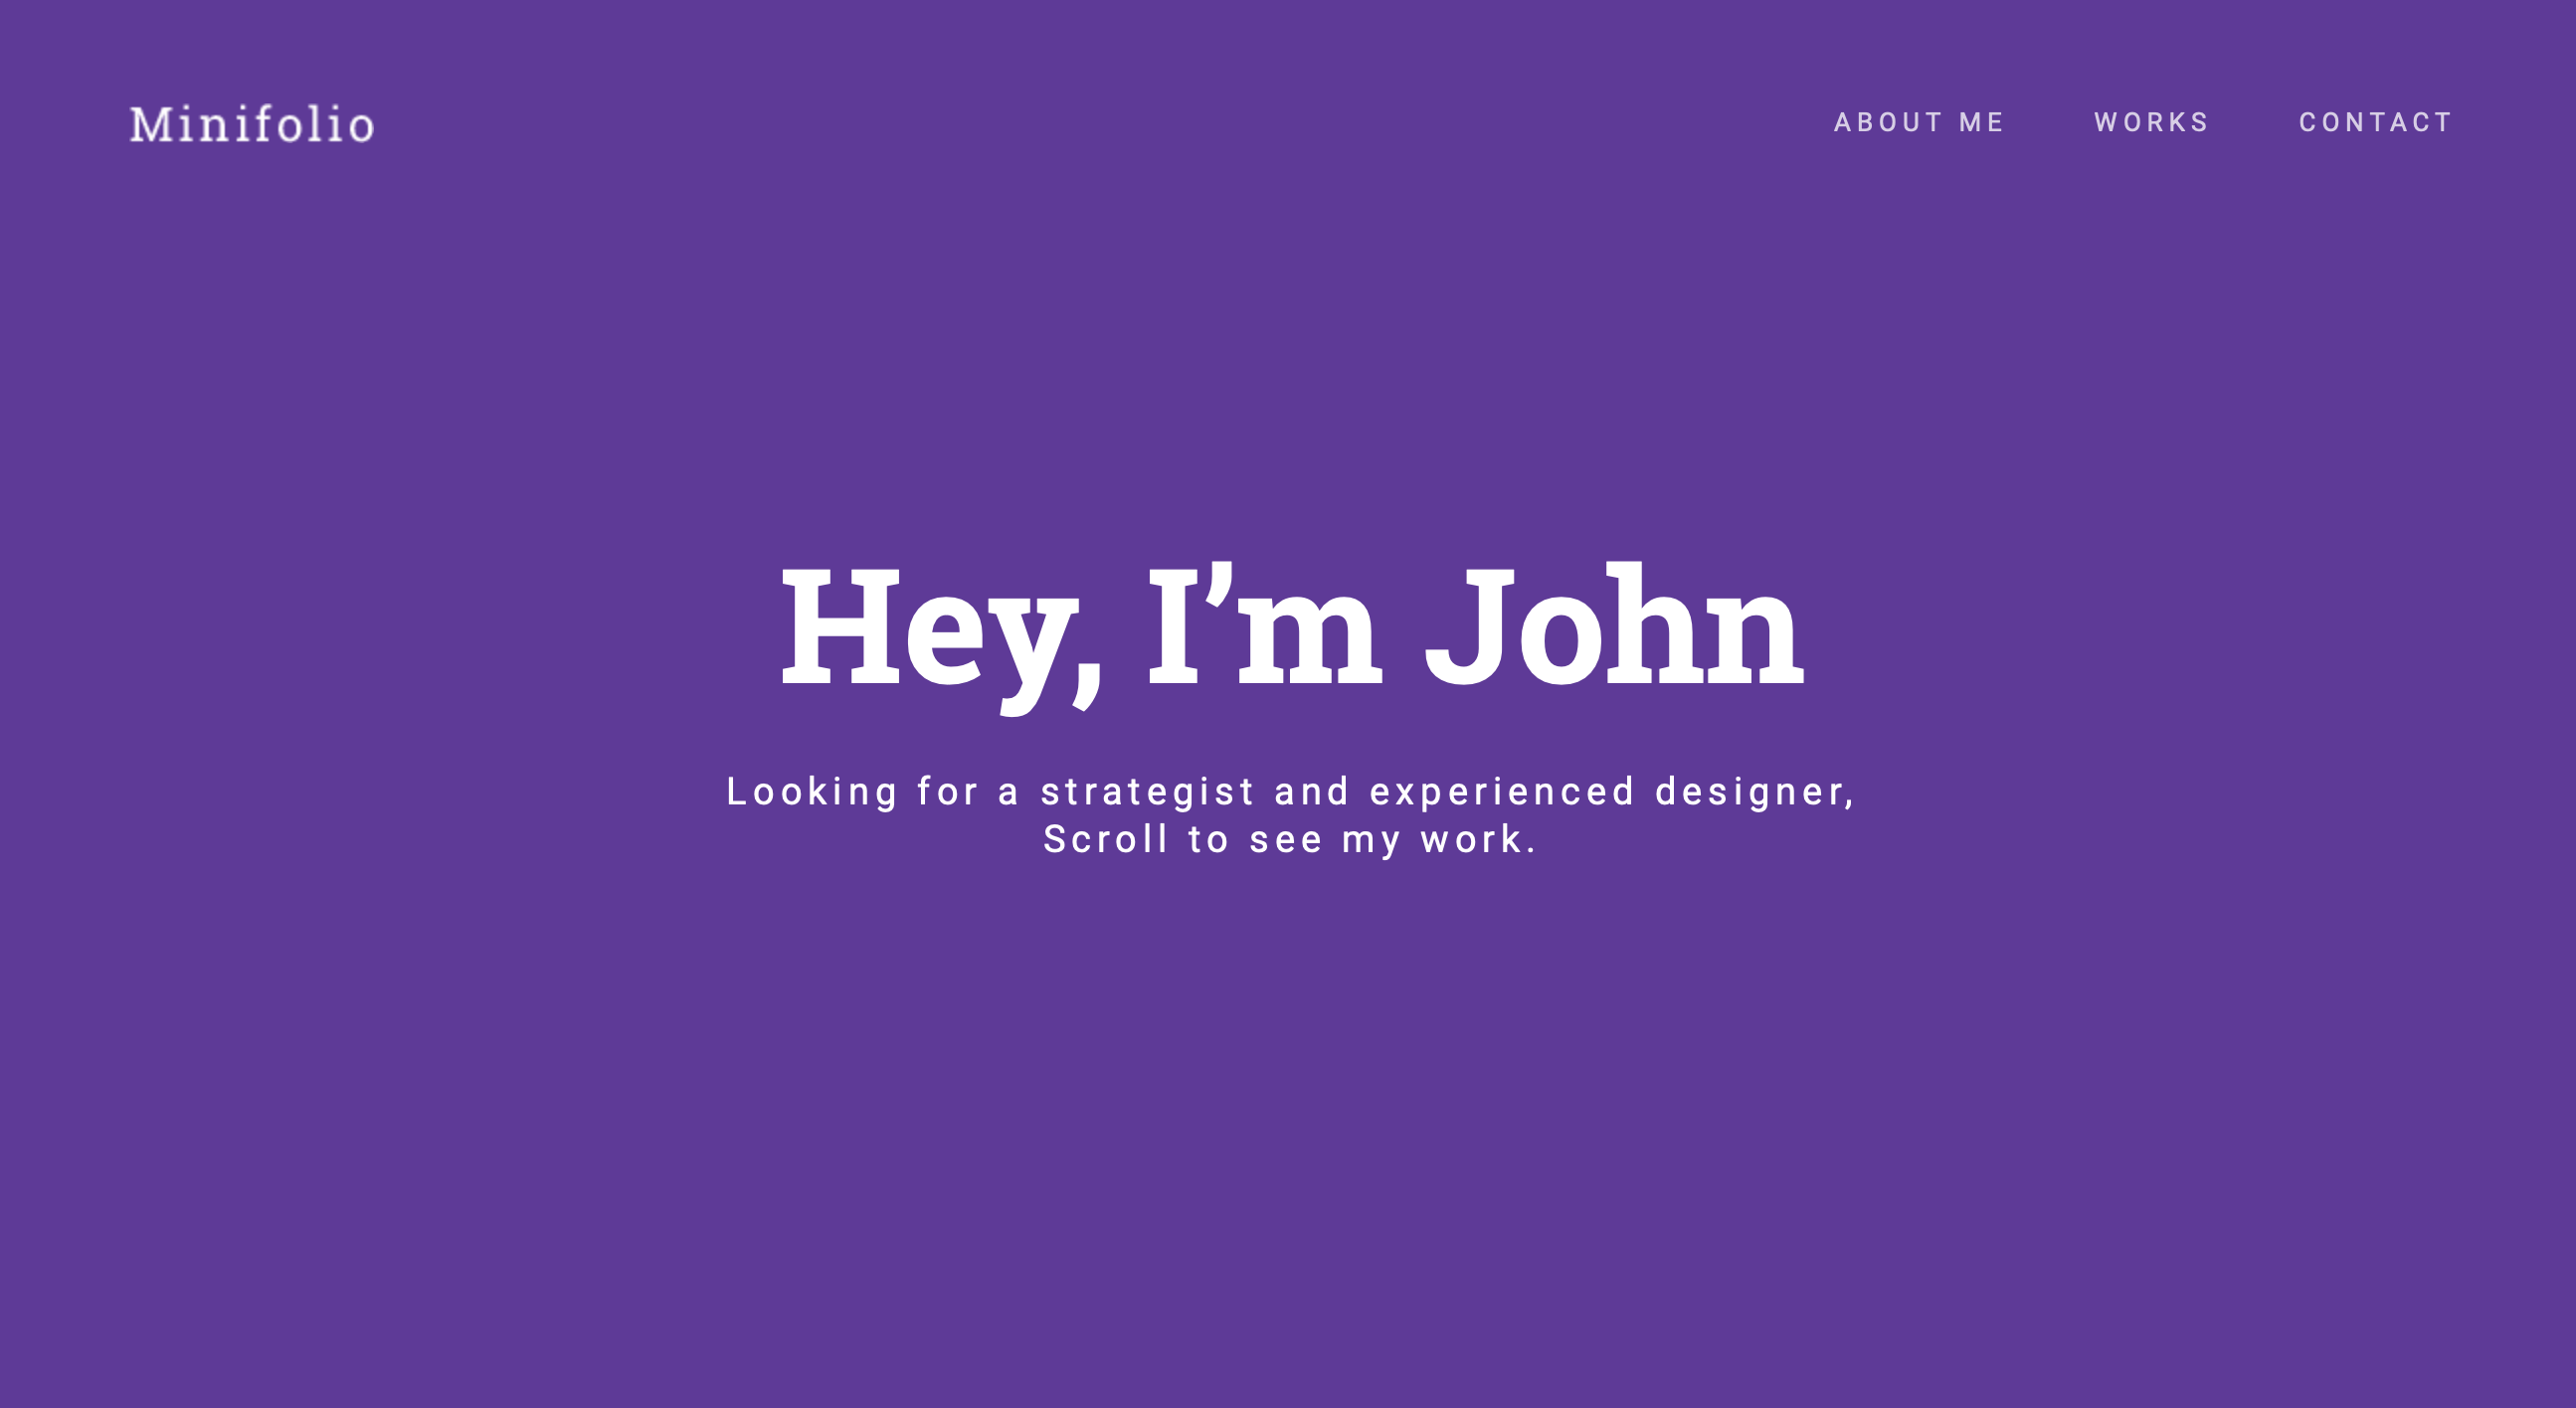 Minifolio
ABOUT ME WORKS CONTACT
Hey, I’m John
Looking for a strategist and experienced designer,
Scroll to see my work.